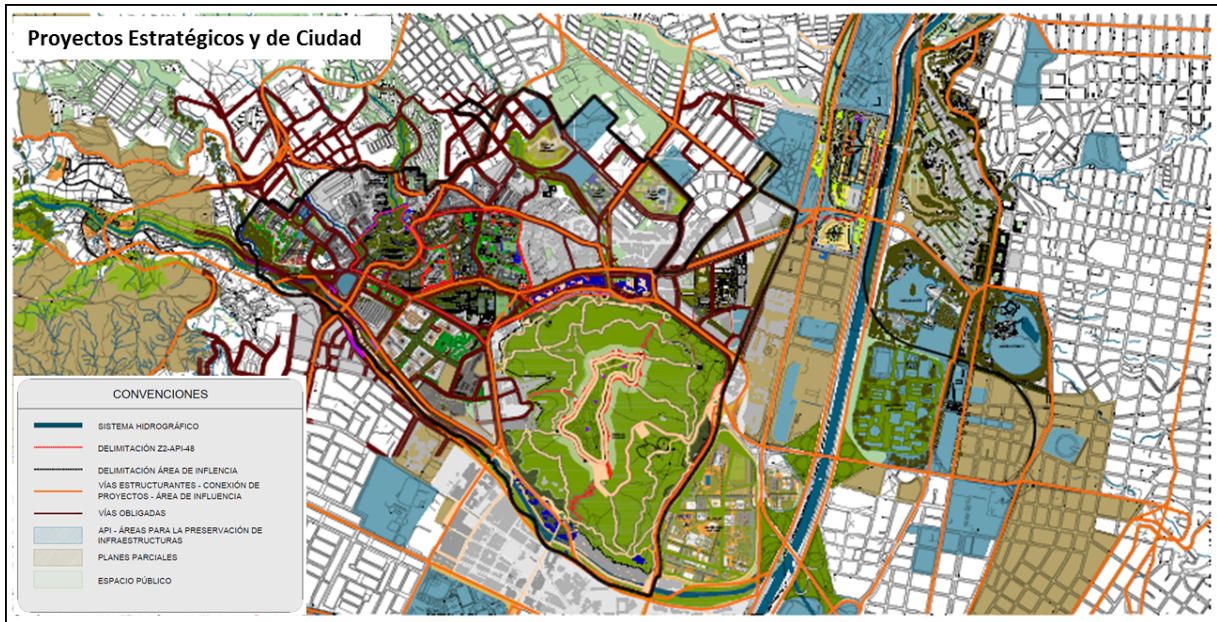 Proyectos Estratégicos y de Ciudad
CONVENCIONES
SISTEMA HIDROGRÁFICO
DELIMITACIÓN Z2-API-48
DELIMITACIÓN ÁREA DE INFLENCIA
VÍAS ESTRUCTURANTES - CONEXIÓN DE
PROYECTOS - ÁREA DE INFLUENCIA
VÍAS OBLIGADAS
API - ÁREAS PARA LA PRESERVACIÓN DE
INFRAESTRUCTURAS
PLANES PARCIALES
ESPACIO PÚBLICO